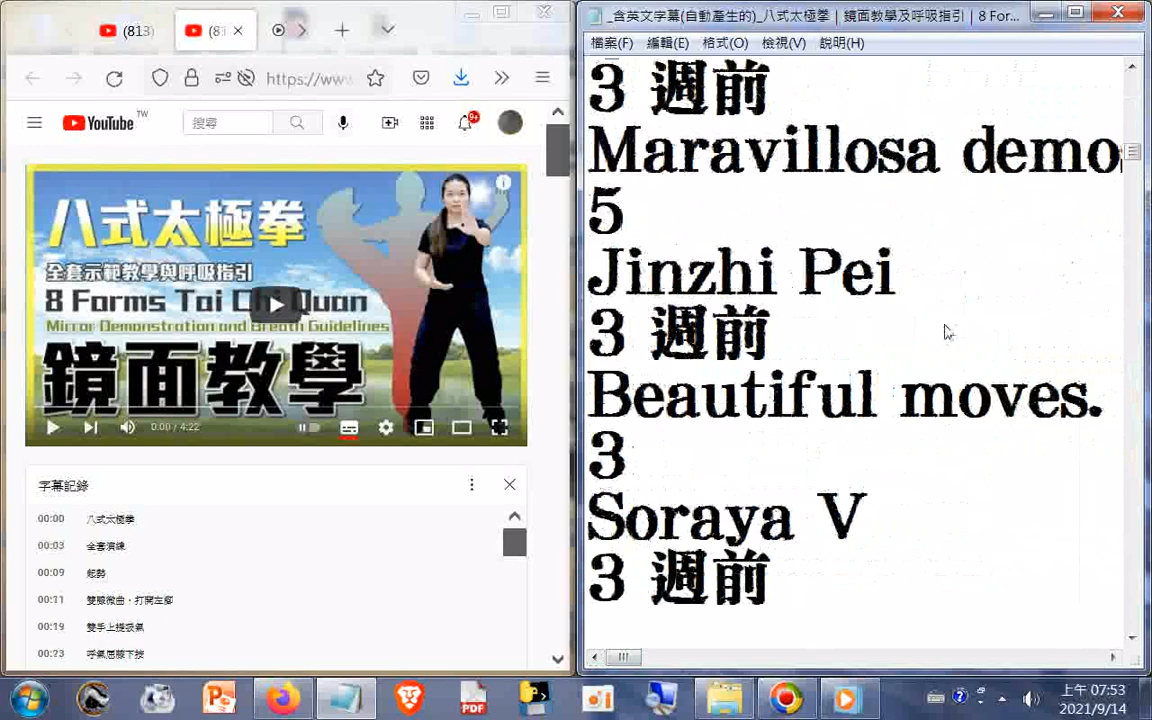 (813)
(81
https://www
YouTube TW
搜尋
9+
八式太極拳
全套示範教學與呼吸指引
8 Forms Tai Chi Quan
Mirror Demonstration and Breath Guidelines
鏡面教學
0:00 / 4:22
字幕記錄
00:00 八式太極拳
00:03 全套演練
00:09 起勢
00:11 雙膝微曲,打開左腳
00:19 雙手上提吸氣
00:23 呼氣屈膝下按
_含英文字幕(自動產生的)_八式太極拳 | 鏡面教學及呼吸指引 | 8 For...
檔案(F) 編輯(E) 格式(O) 檢視(V) 說明(H)
3 週前
Maravillosa demos
5
Jinzhi Pei
3 週前
Beautiful moves.
3
Soraya V
3 週前
PDF
上午 07:53
2021/9/14